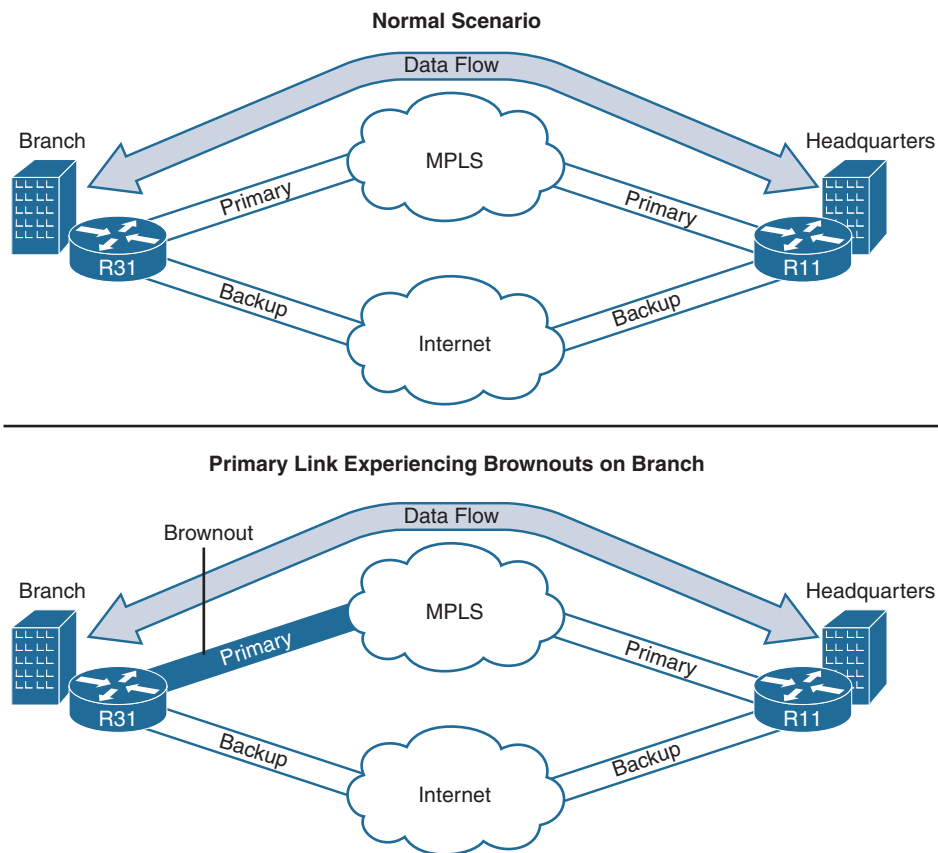 Normal Scenario
Data Flow
Branch
Headquarters
MPLS
Primary
Primary
R31
R11
Backup
Backup
Internet
Primary Link Experiencing Brownouts on Branch
Data Flow
Brownout
Branch
Headquarters
MPLS
Primary
Primary
R31
R11
Backup
Backup
Internet